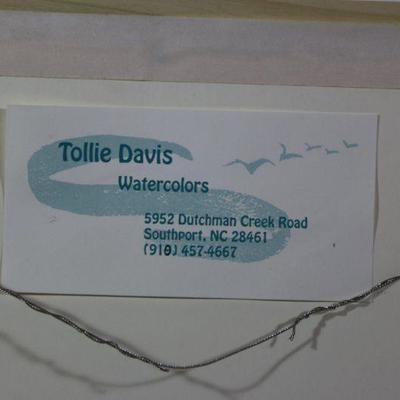 Tollie Davis
Watercolors
5952 Dutchman Creek Road
Southport, NC 28461
(910) 457-4667